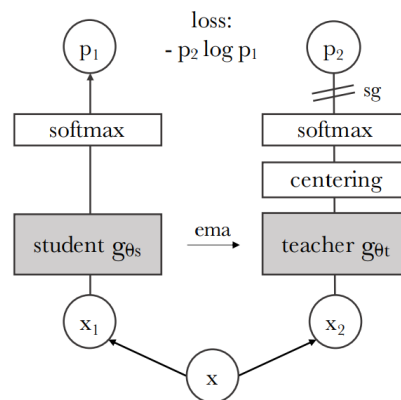 loss:
- p₂ log p₁
p₁
p₂
sg
softmax
softmax
centering
student gθs
ema
teacher gθt
x₁
x₂
x